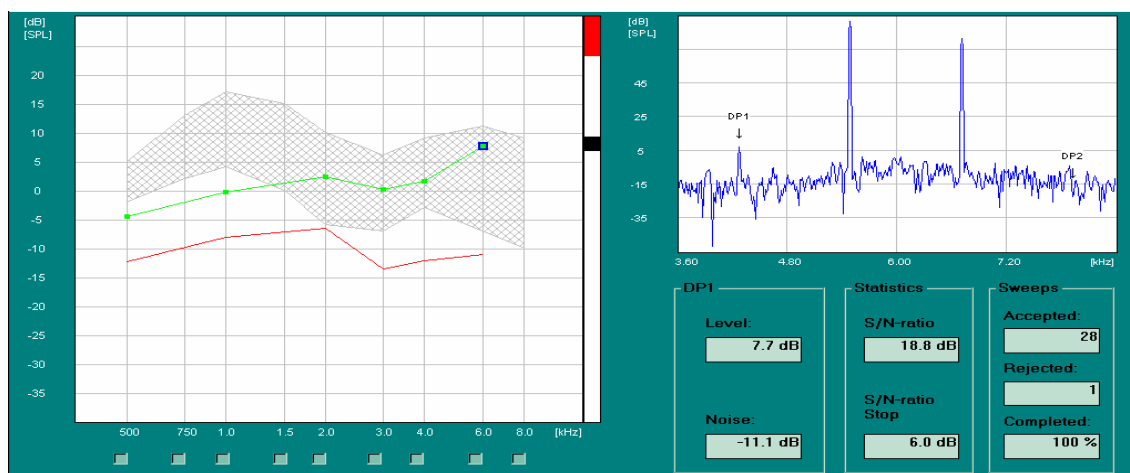 [dB]
[SPL]
20
15
10
5
0
-5
-10
-15
-20
-25
-30
-35
500 750 1.0 1.5 2.0 3.0 4.0 6.0 8.0 [kHz]
[dB]
[SPL]
45
25
5
-15
-35
DP1
DP2
3.60 4.80 6.00 7.20 [kHz]
DP1
Level:
7.7 dB
Noise:
-11.1 dB
Statistics
S/N-ratio
18.8 dB
S/N-ratio
Stop
6.0 dB
Sweeps
Accepted:
28
Rejected:
1
Completed:
100 %